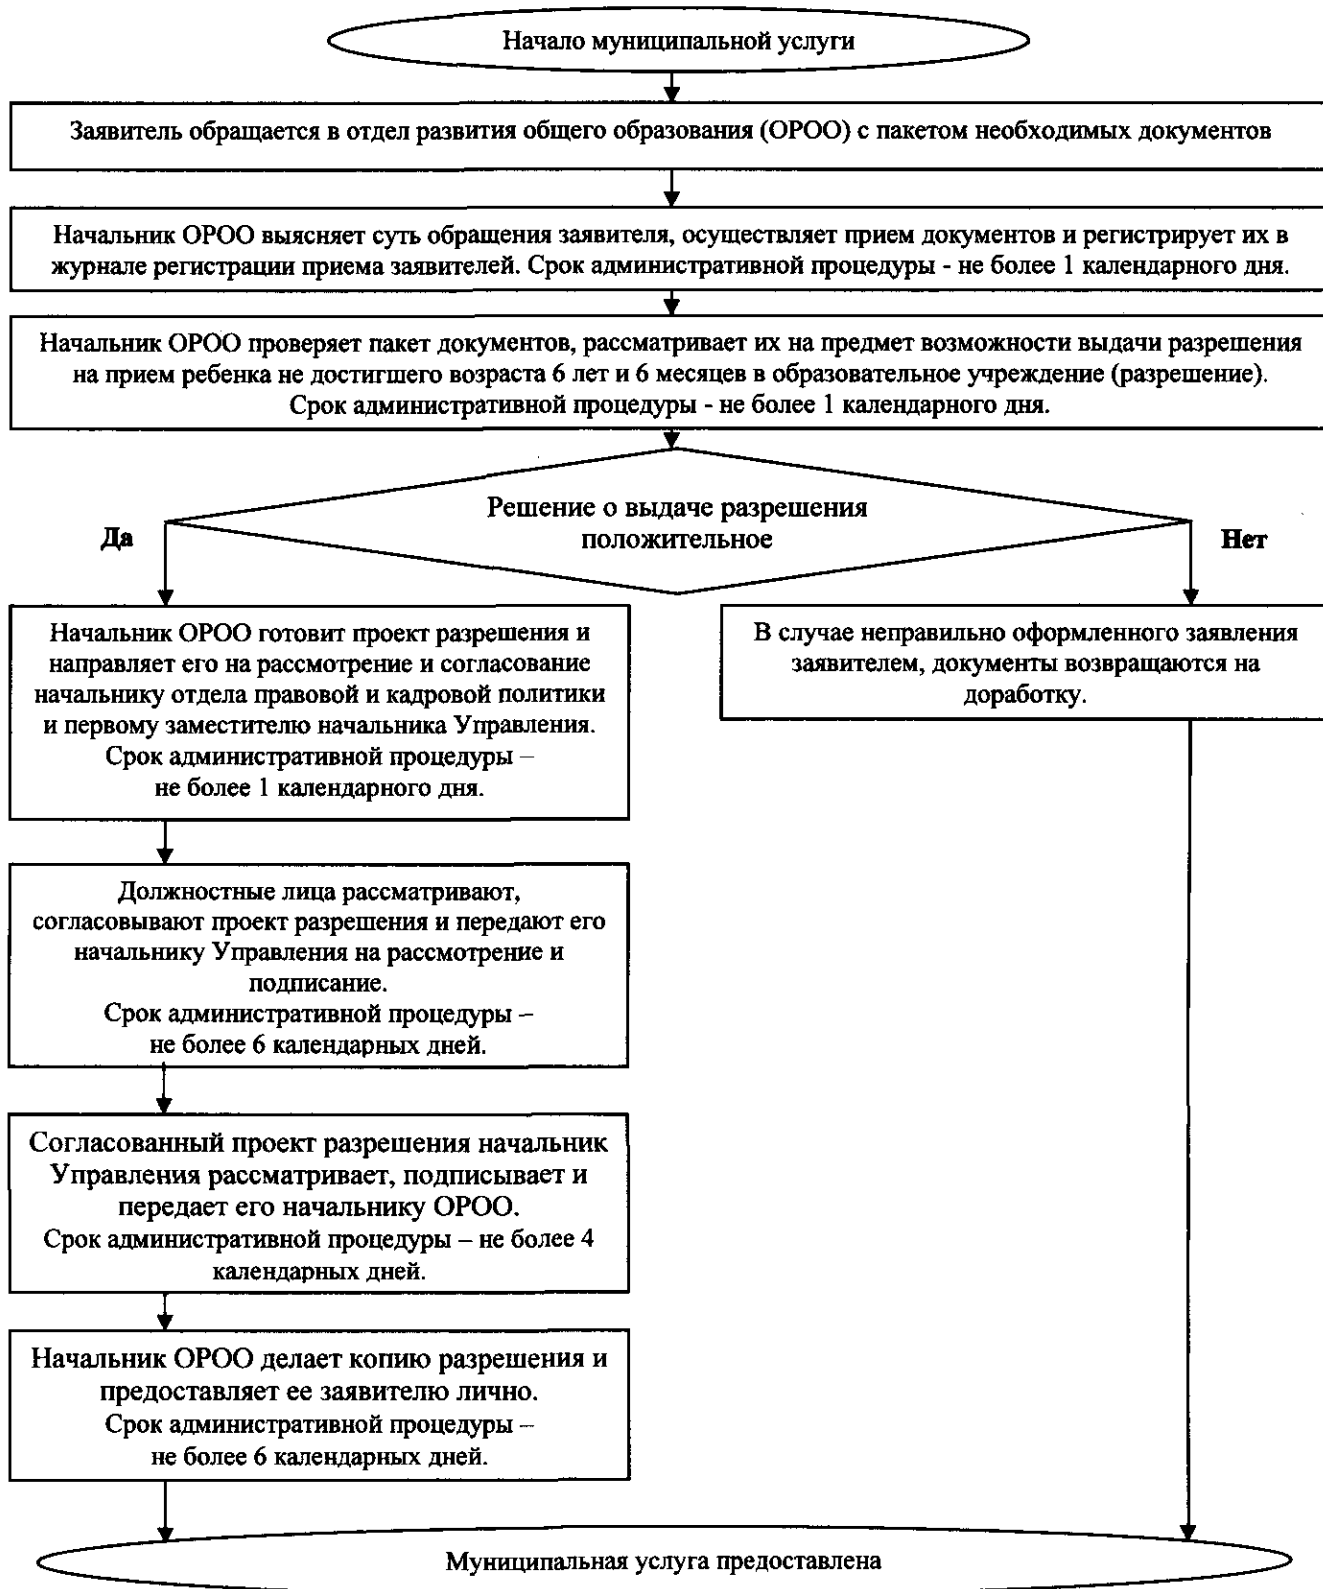 Начало муниципальной услуги
Заявитель обращается в отдел развития общего образования (ОРОО) с пакетом необходимых документов
Начальник ОРОО выясняет суть обращения заявителя, осуществляет прием документов и регистрирует их в
журнале регистрации приема заявителей. Срок административной процедуры - не более 1 календарного дня.
Начальник ОРОО проверяет пакет документов, рассматривает их на предмет возможности выдачи разрешения
на прием ребенка не достигшего возраста 6 лет и 6 месяцев в образовательное учреждение (разрешение).
Срок административной процедуры - не более 1 календарного дня.
Решение о выдаче разрешения
положительное
Да
Нет
Начальник ОРОО готовит проект разрешения и
направляет его на рассмотрение и согласование
начальнику отдела правовой и кадровой политики
и первому заместителю начальника Управления.
Срок административной процедуры –
не более 1 календарного дня.
В случае неправильно оформленного заявления
заявителем, документы возвращаются на
доработку.
Должностные лица рассматривают,
согласовывают проект разрешения и передают его
начальнику Управления на рассмотрение и
подписание.
Срок административной процедуры –
не более 6 календарных дней.
Согласованный проект разрешения начальник
Управления рассматривает, подписывает и
передает его начальнику ОРОО.
Срок административной процедуры – не более 4
календарных дней.
Начальник ОРОО делает копию разрешения и
предоставляет ее заявителю лично.
Срок административной процедуры –
не более 6 календарных дней.
Муниципальная услуга предоставлена